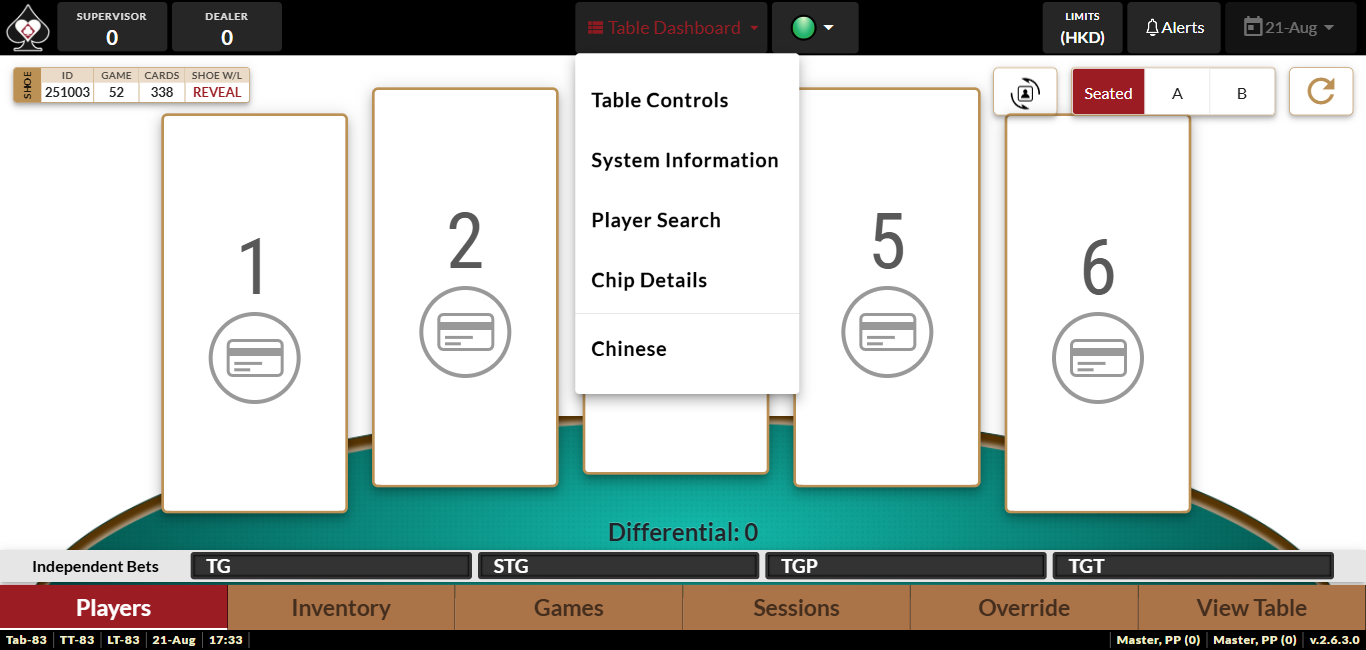 SUPERVISOR
0
DEALER
0
Table Dashboard
LIMITS
(HKD)
Alerts
21-Aug
SHOE
ID GAME CARDS SHOE W/L
251003 52 338 REVEAL
Table Controls
System Information
Player Search
Chip Details
Chinese
Seated A B
1
2
5
6
Differential: 0
Independent Bets TG STG TGP TGT
Players Inventory Games Sessions Override View Table
Tab-83 TT-83 LT-83 21-Aug 17:33 Master, PP (0) Master, PP (0) v.2.6.3.0